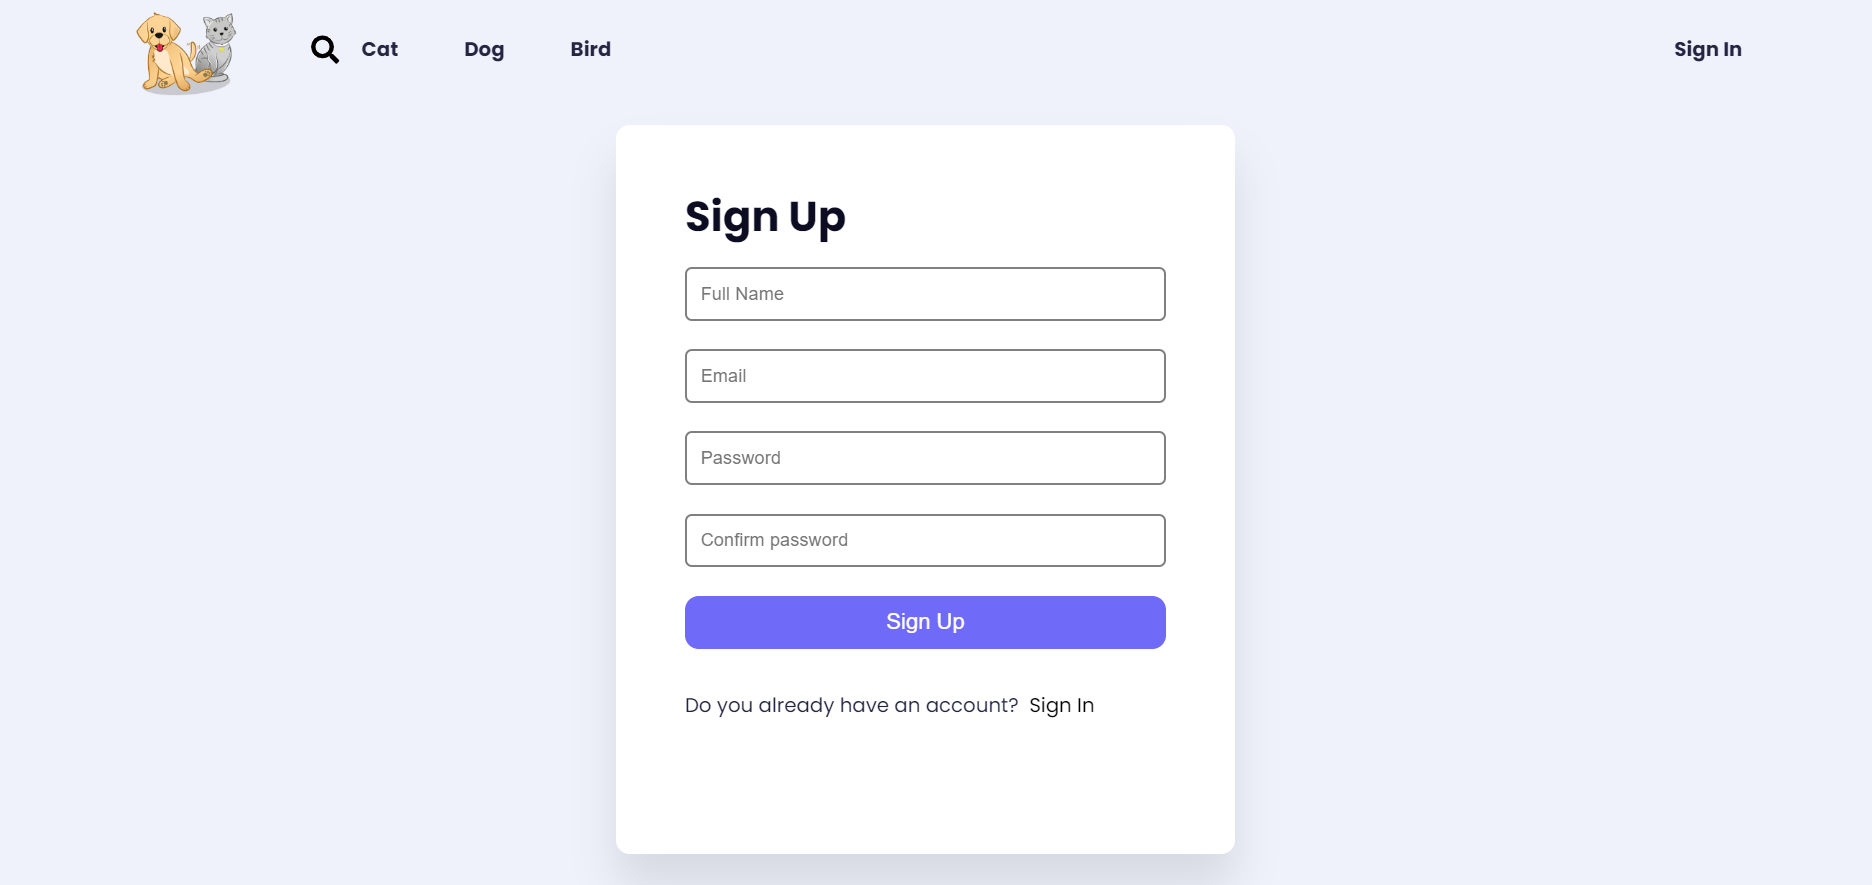 Cat Dog Bird Sign In
Sign Up
Full Name
Email
Password
Confirm password
Sign Up
Do you already have an account? Sign In